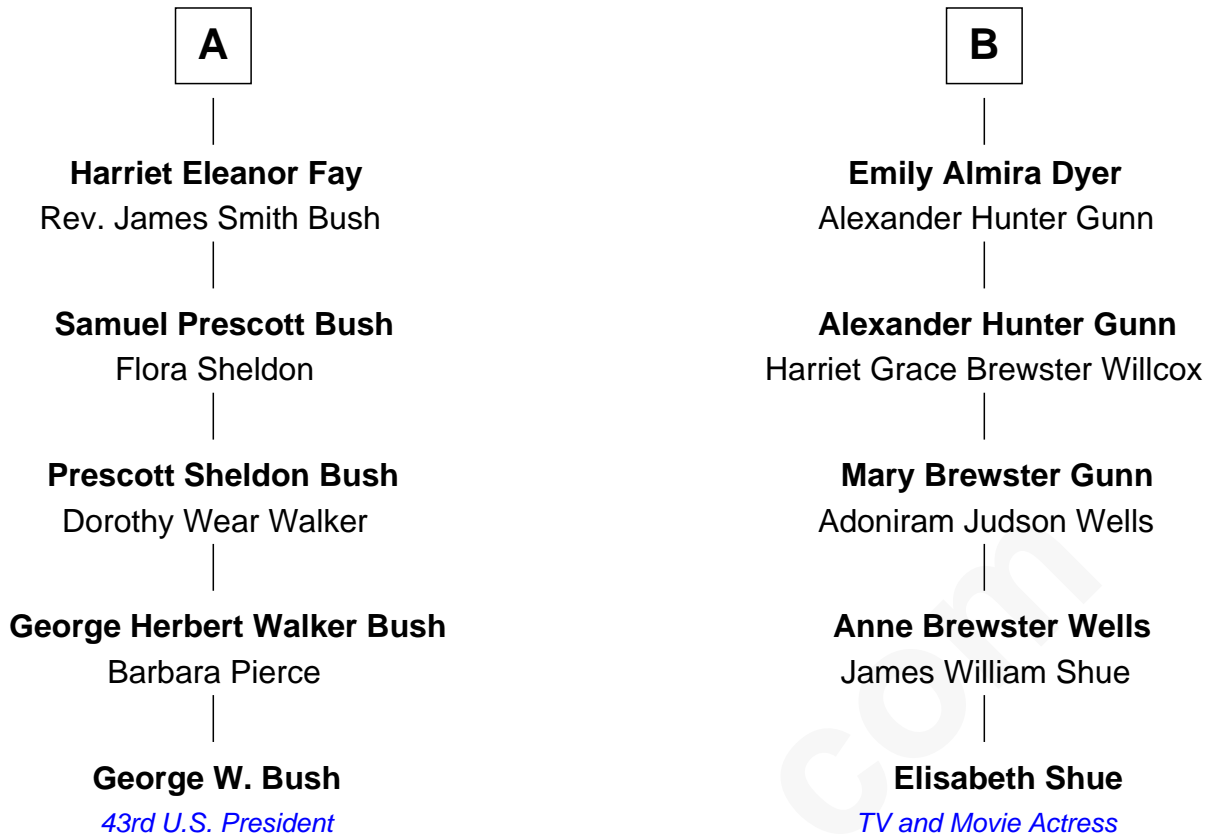 A
Harriet Eleanor Fay
Rev. James Smith Bush
Samuel Prescott Bush
Flora Sheldon
Prescott Sheldon Bush
Dorothy Wear Walker
George Herbert Walker Bush
Barbara Pierce
George W. Bush
43rd U.S. President
B
Emily Almira Dyer
Alexander Hunter Gunn
Alexander Hunter Gunn
Harriet Grace Brewster Willcox
Mary Brewster Gunn
Adoniram Judson Wells
Anne Brewster Wells
James William Shue
Elisabeth Shue
TV and Movie Actress
com